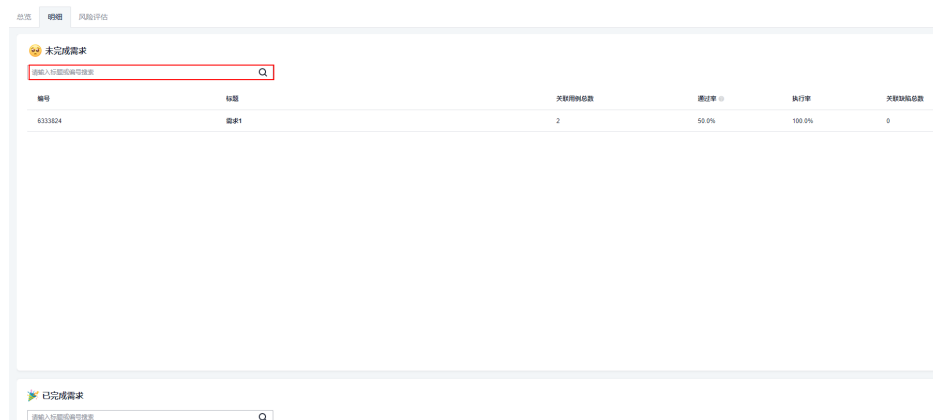 总览 明细 风险评估
未完成需求
请输入标题或编号搜索
编号 标题 关联用例总数 通过率 执行率 关联缺陷总数
6333824 需求1 2 50.0% 100.0% 0
已完成需求
请输入标题或编号搜索